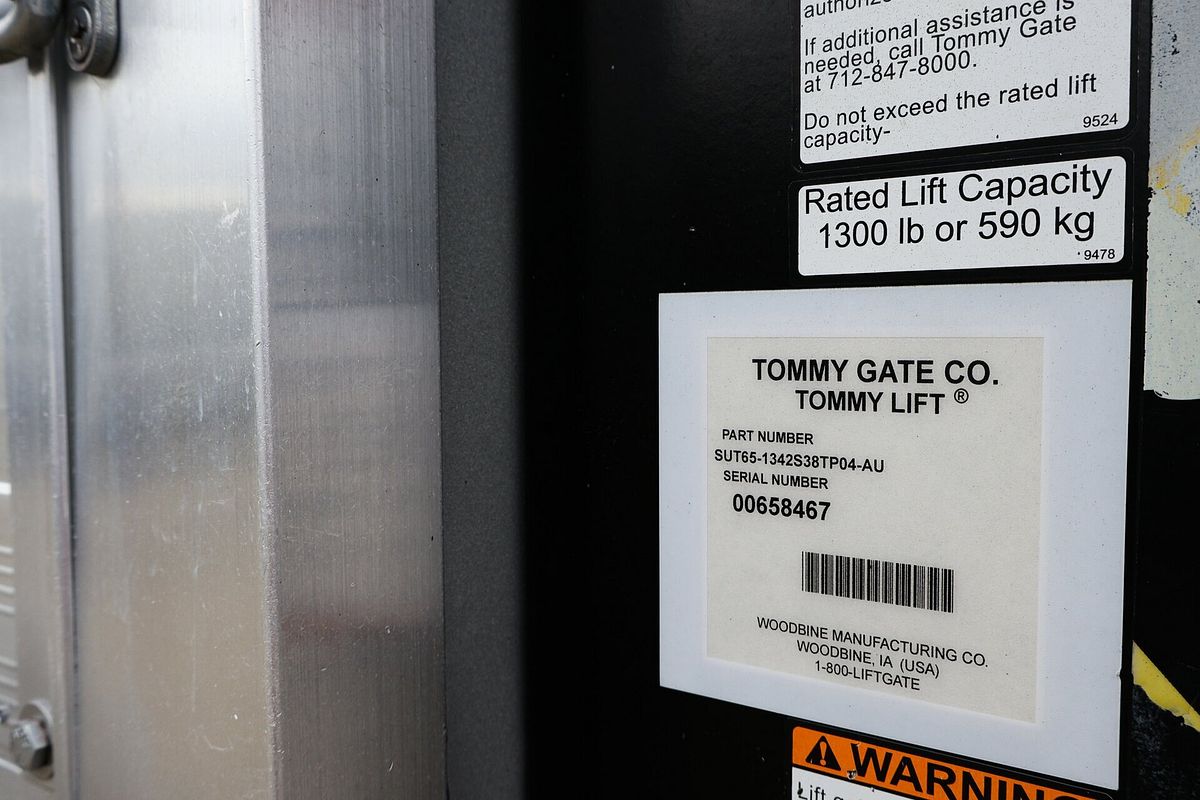 If additional assistance is
needed, call Tommy Gate
at 712-847-8000.
Do not exceed the rated lift
capacity-
9524
Rated Lift Capacity
1300 lb or 590 kg
9478
TOMMY GATE CO.
TOMMY LIFT ®
PART NUMBER
SUT65-1342S38TP04-AU
SERIAL NUMBER
00658467
WOODBINE MANUFACTURING CO.
WOODBINE, IA (USA)
1-800-LIFTGATE
WARNING
Lift